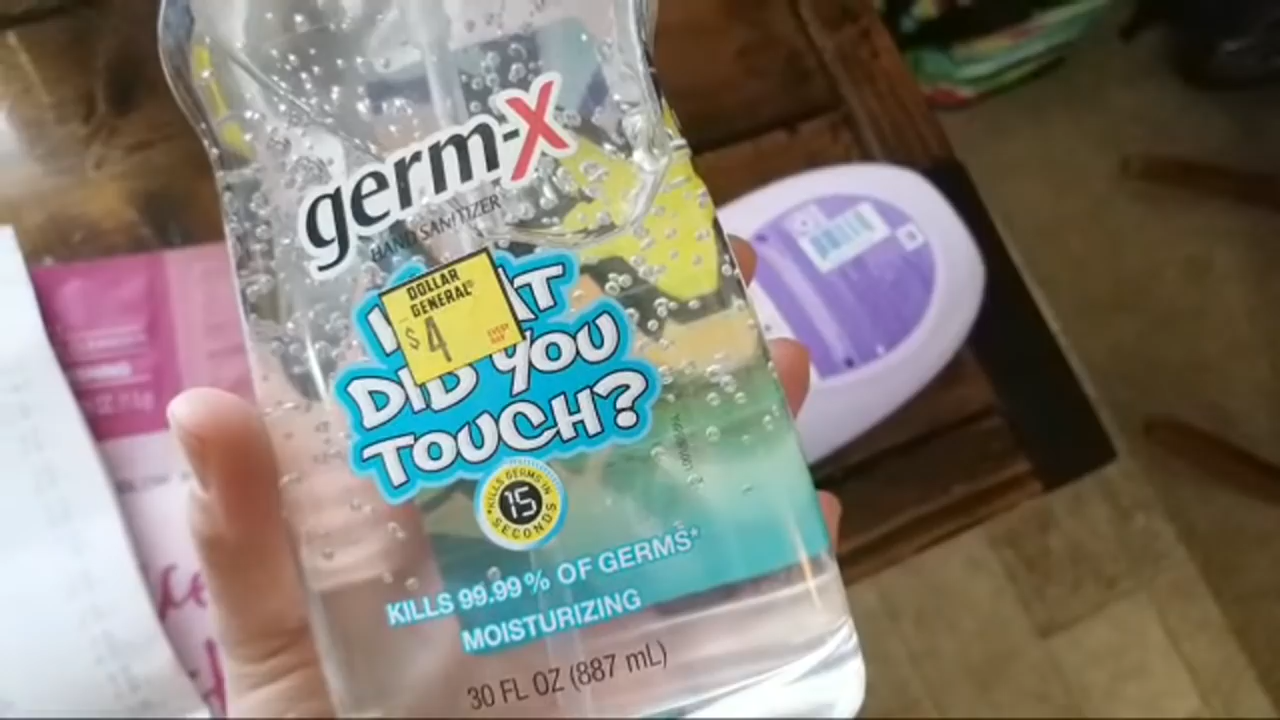 germ-X
HAND SANITIZER
DOLLAR
GENERAL
$4
EVERY
DAY
DID YOU
TOUCH?
*KILLS GERMS IN
15
SECONDS
KILLS 99.99% OF GERMS*
MOISTURIZING
30 FL OZ (887 mL)